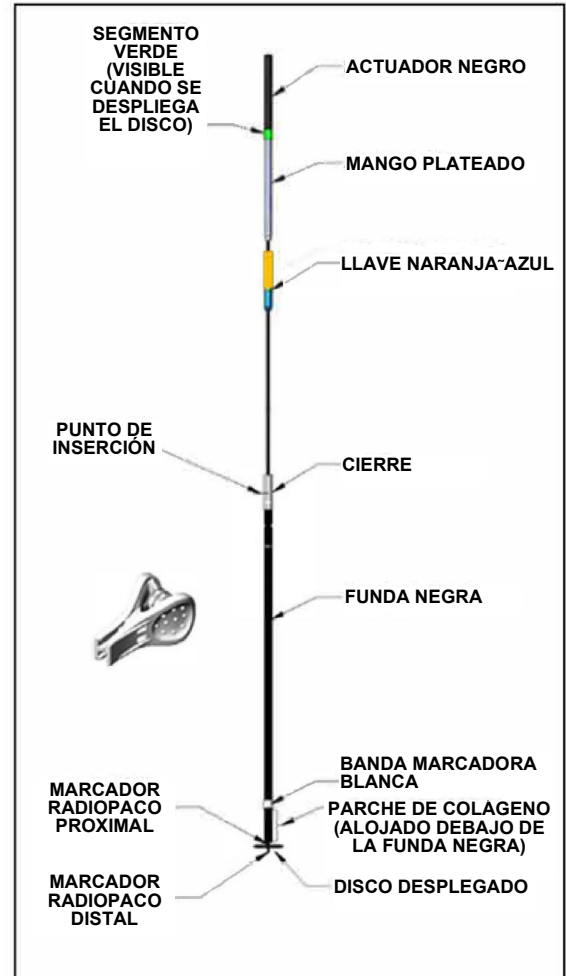 SEGMENTO
VERDE
(VISIBLE
CUANDO SE
DESPLIEGA
EL DISCO)
ACTUADOR NEGRO
MANGO PLATEADO
LLAVE NARANJA~AZUL
PUNTO DE
INSERCIÓN
CIERRE
FUNDA NEGRA
BANDA MARCADORA
BLANCA
MARCADOR
RADIOPACO
PROXIMAL
PARCHE DE COLÁGENO
(ALOJADO DEBAJO DE
LA FUNDA NEGRA)
MARCADOR
RADIOPACO
DISTAL
DISCO DESPLEGADO